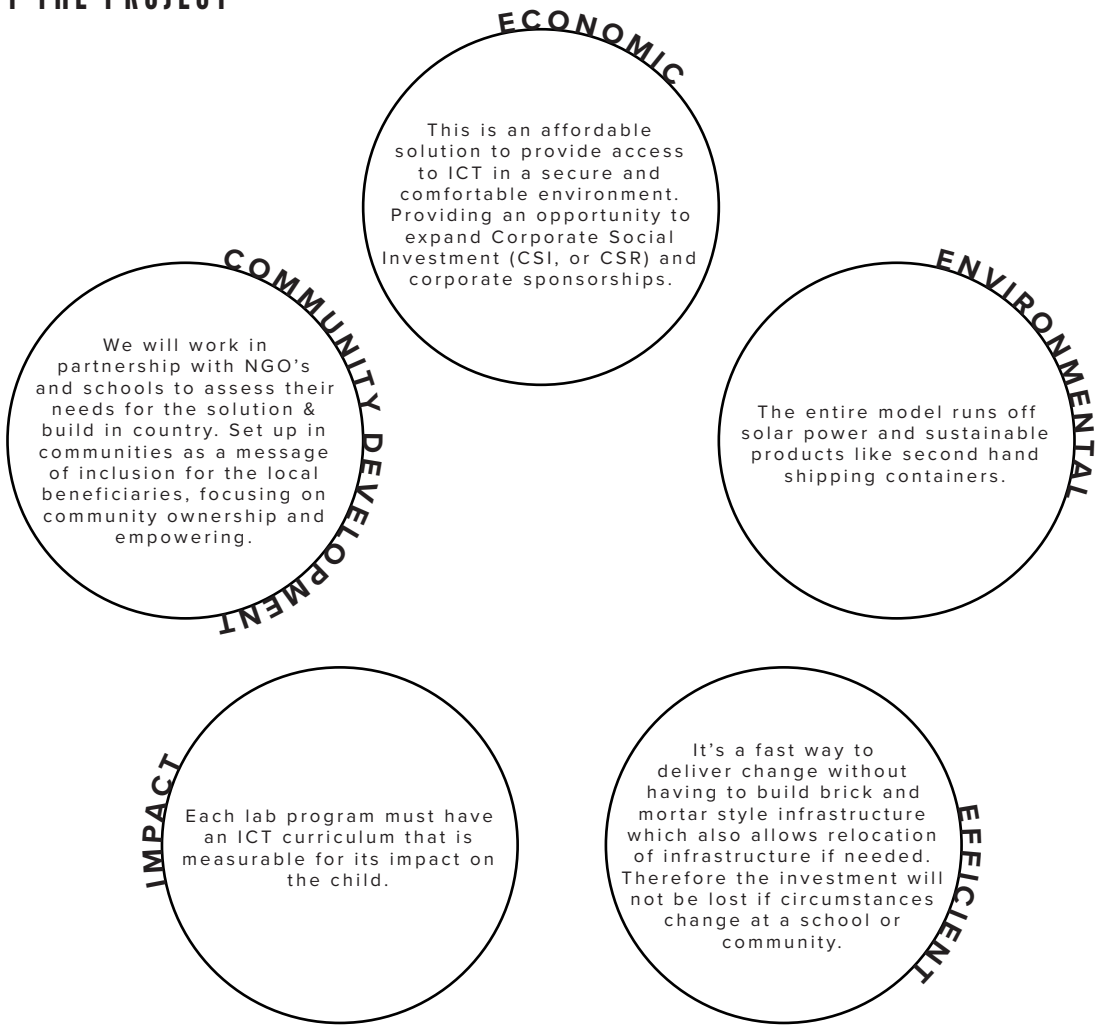 THE PROJECT
ECONOMIC
This is an affordable
solution to provide access
to ICT in a secure and
comfortable environment.
Providing an opportunity to
expand Corporate Social
Investment (CSI, or CSR) and
corporate sponsorships.
COMMUNITY DEVELOPMENT
We will work in
partnership with NGO’s
and schools to assess their
needs for the solution &
build in country. Set up in
communities as a message
of inclusion for the local
beneficiaries, focusing on
community ownership and
empowering.
ENVIRONMENTAL
The entire model runs off
solar power and sustainable
products like second hand
shipping containers.
IMPACT
Each lab program must have
an ICT curriculum that is
measurable for its impact on
the child.
EFFICIENT
It’s a fast way to
deliver change without
having to build brick and
mortar style infrastructure
which also allows relocation
of infrastructure if needed.
Therefore the investment will
not be lost if circumstances
change at a school or
community.